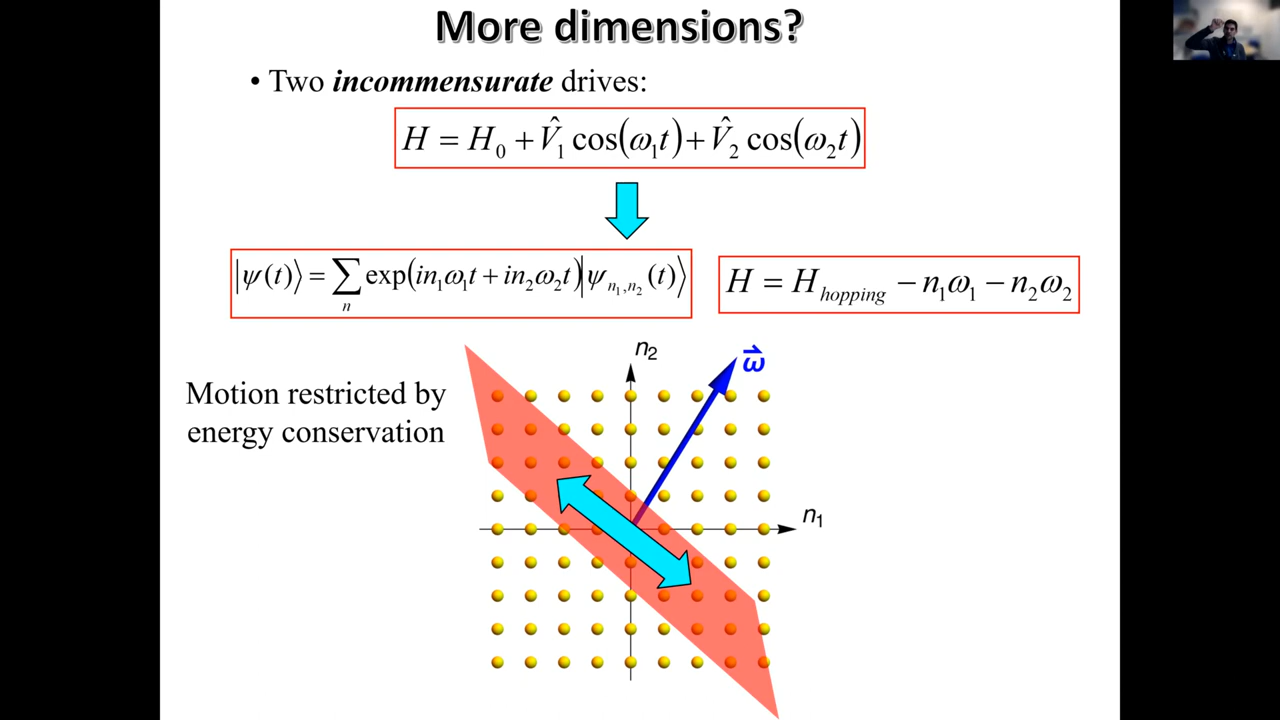 More dimensions?
• Two incommensurate drives:
H = H₀ + V̂₁ cos(ω₁t) + V̂₂ cos(ω₂t)
|ψ(t)⟩ = ∑ₙ exp(in₁ω₁t + in₂ω₂t)|ψₙ₁,ₙ₂(t)⟩
H = H_hopping − n₁ω₁ − n₂ω₂
n₂
ω⃗
Motion restricted by
energy conservation
n₁